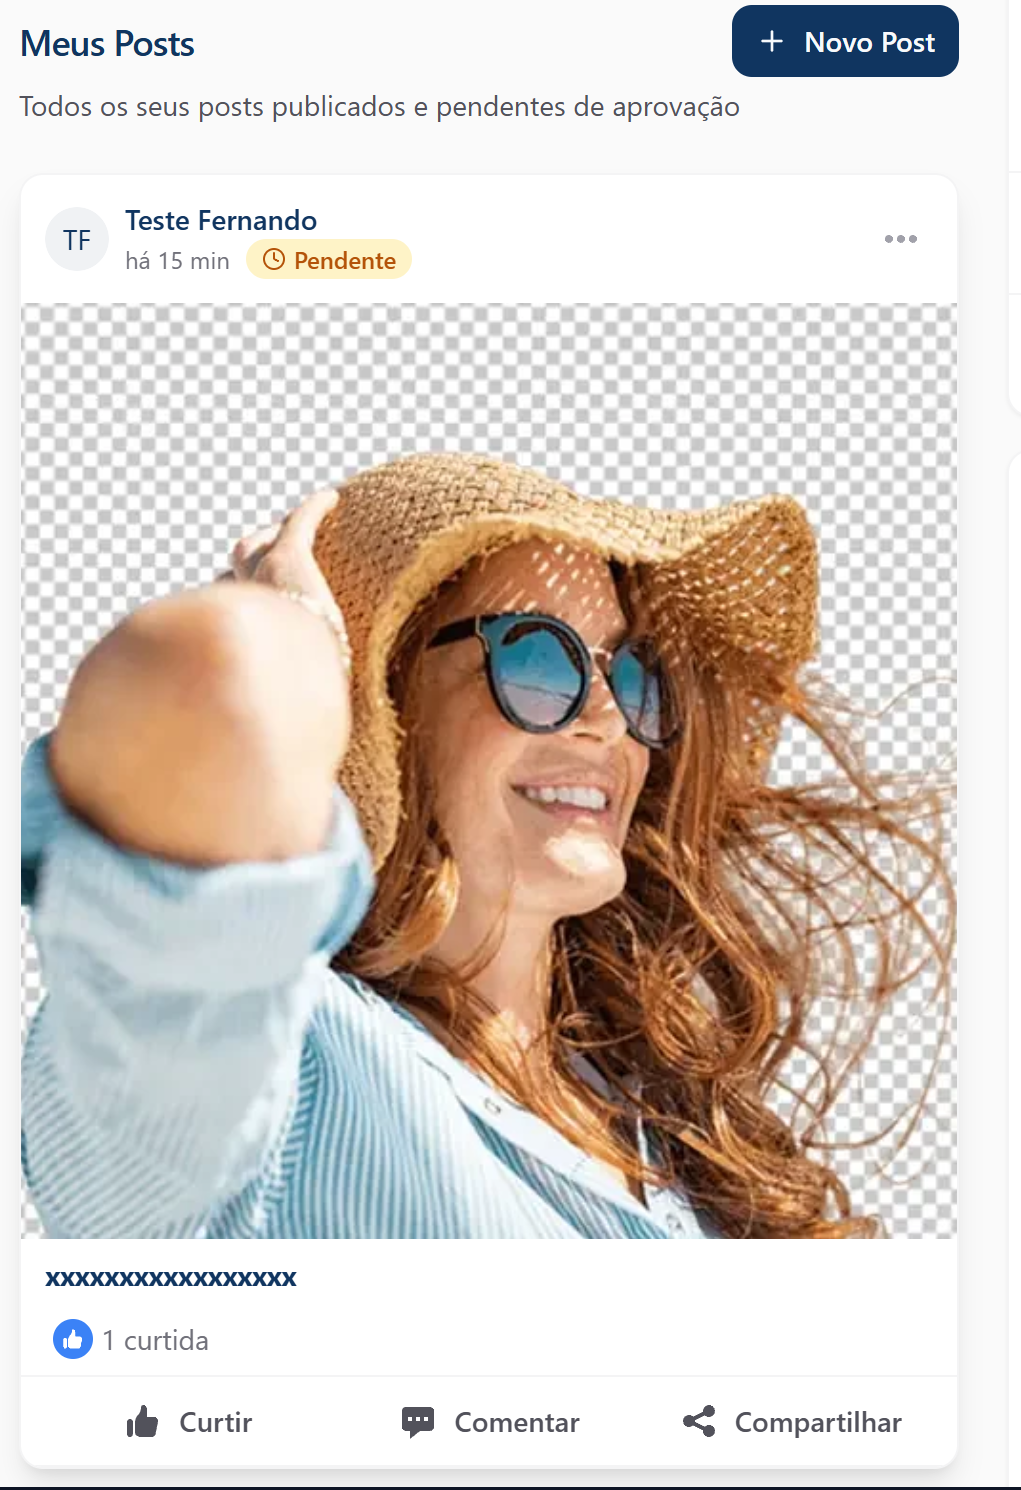 Meus Posts
+ Novo Post
Todos os seus posts publicados e pendentes de aprovação
TF
Teste Fernando
há 15 min Pendente
xxxxxxxxxxxxxxxxx
1 curtida
Curtir Comentar Compartilhar